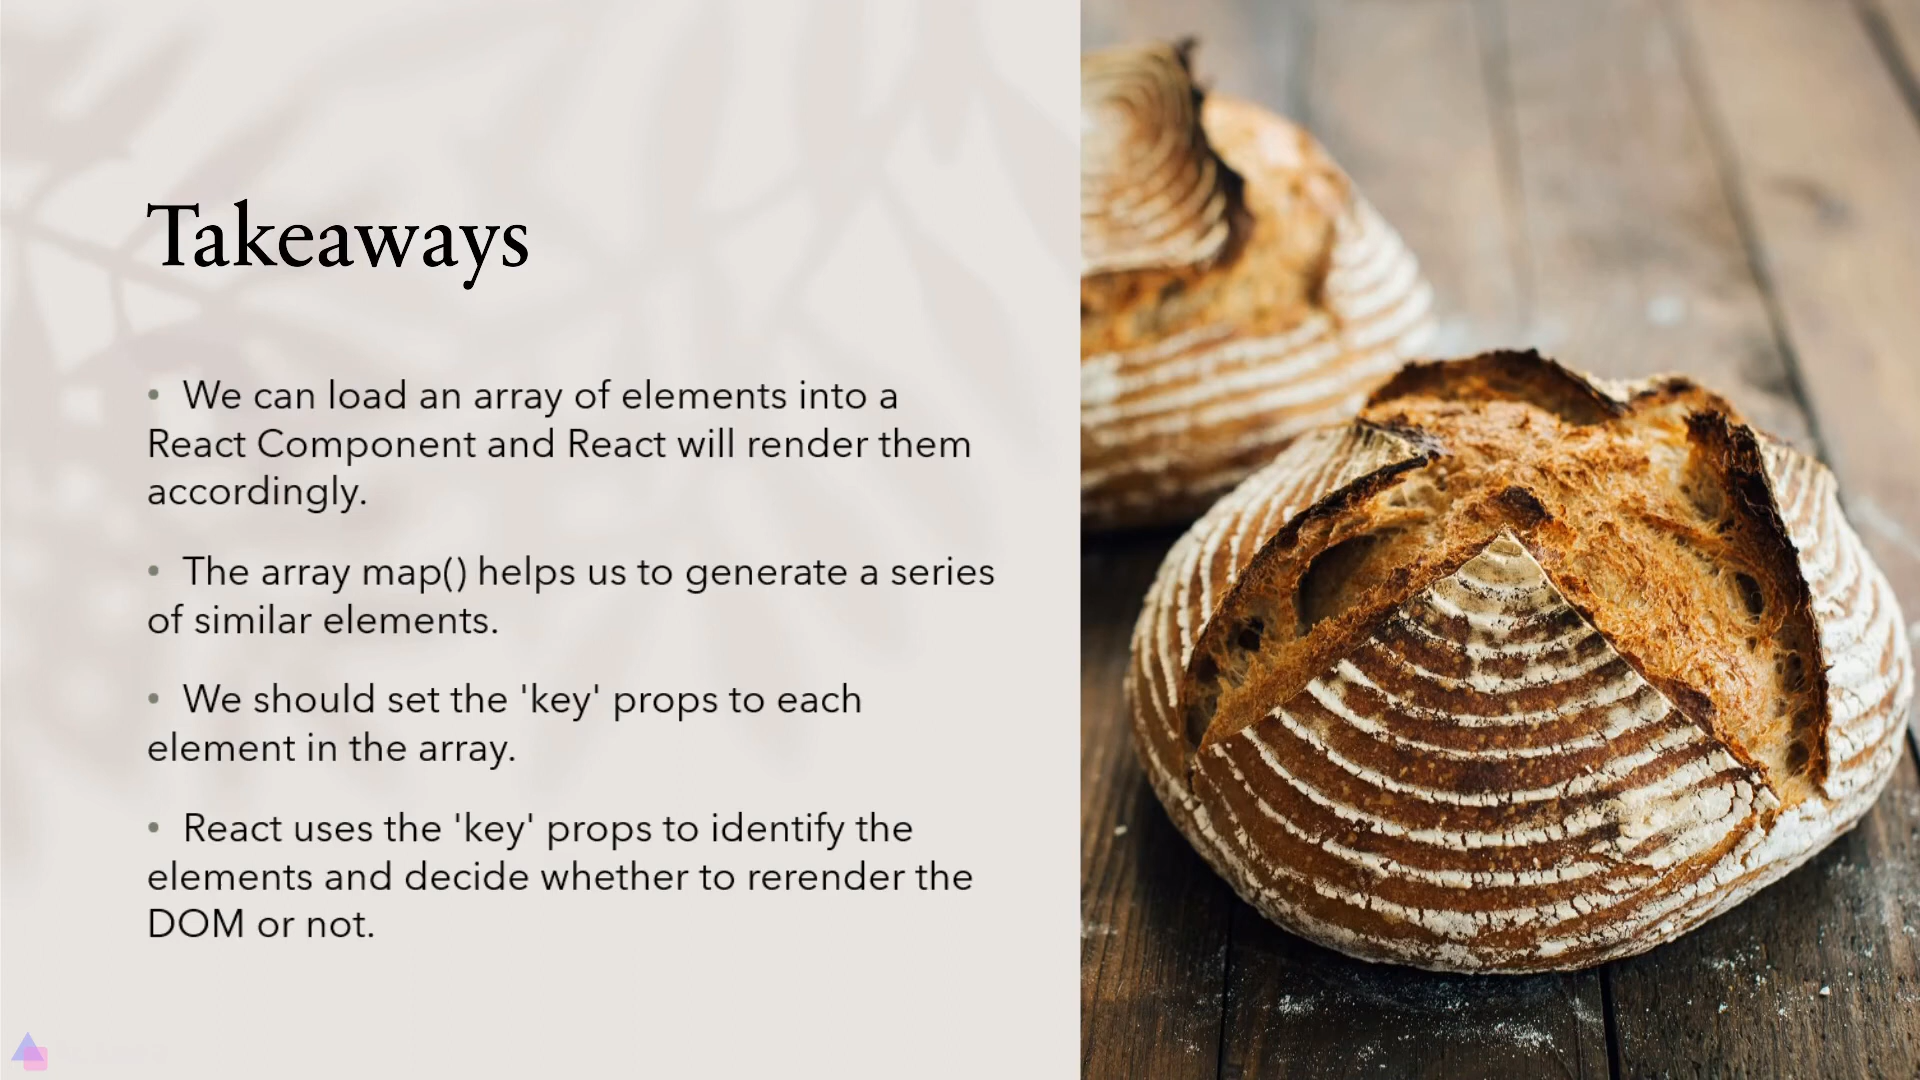 Takeaways
• We can load an array of elements into a
React Component and React will render them
accordingly.
• The array map() helps us to generate a series
of similar elements.
• We should set the 'key' props to each
element in the array.
• React uses the 'key' props to identify the
elements and decide whether to rerender the
DOM or not.